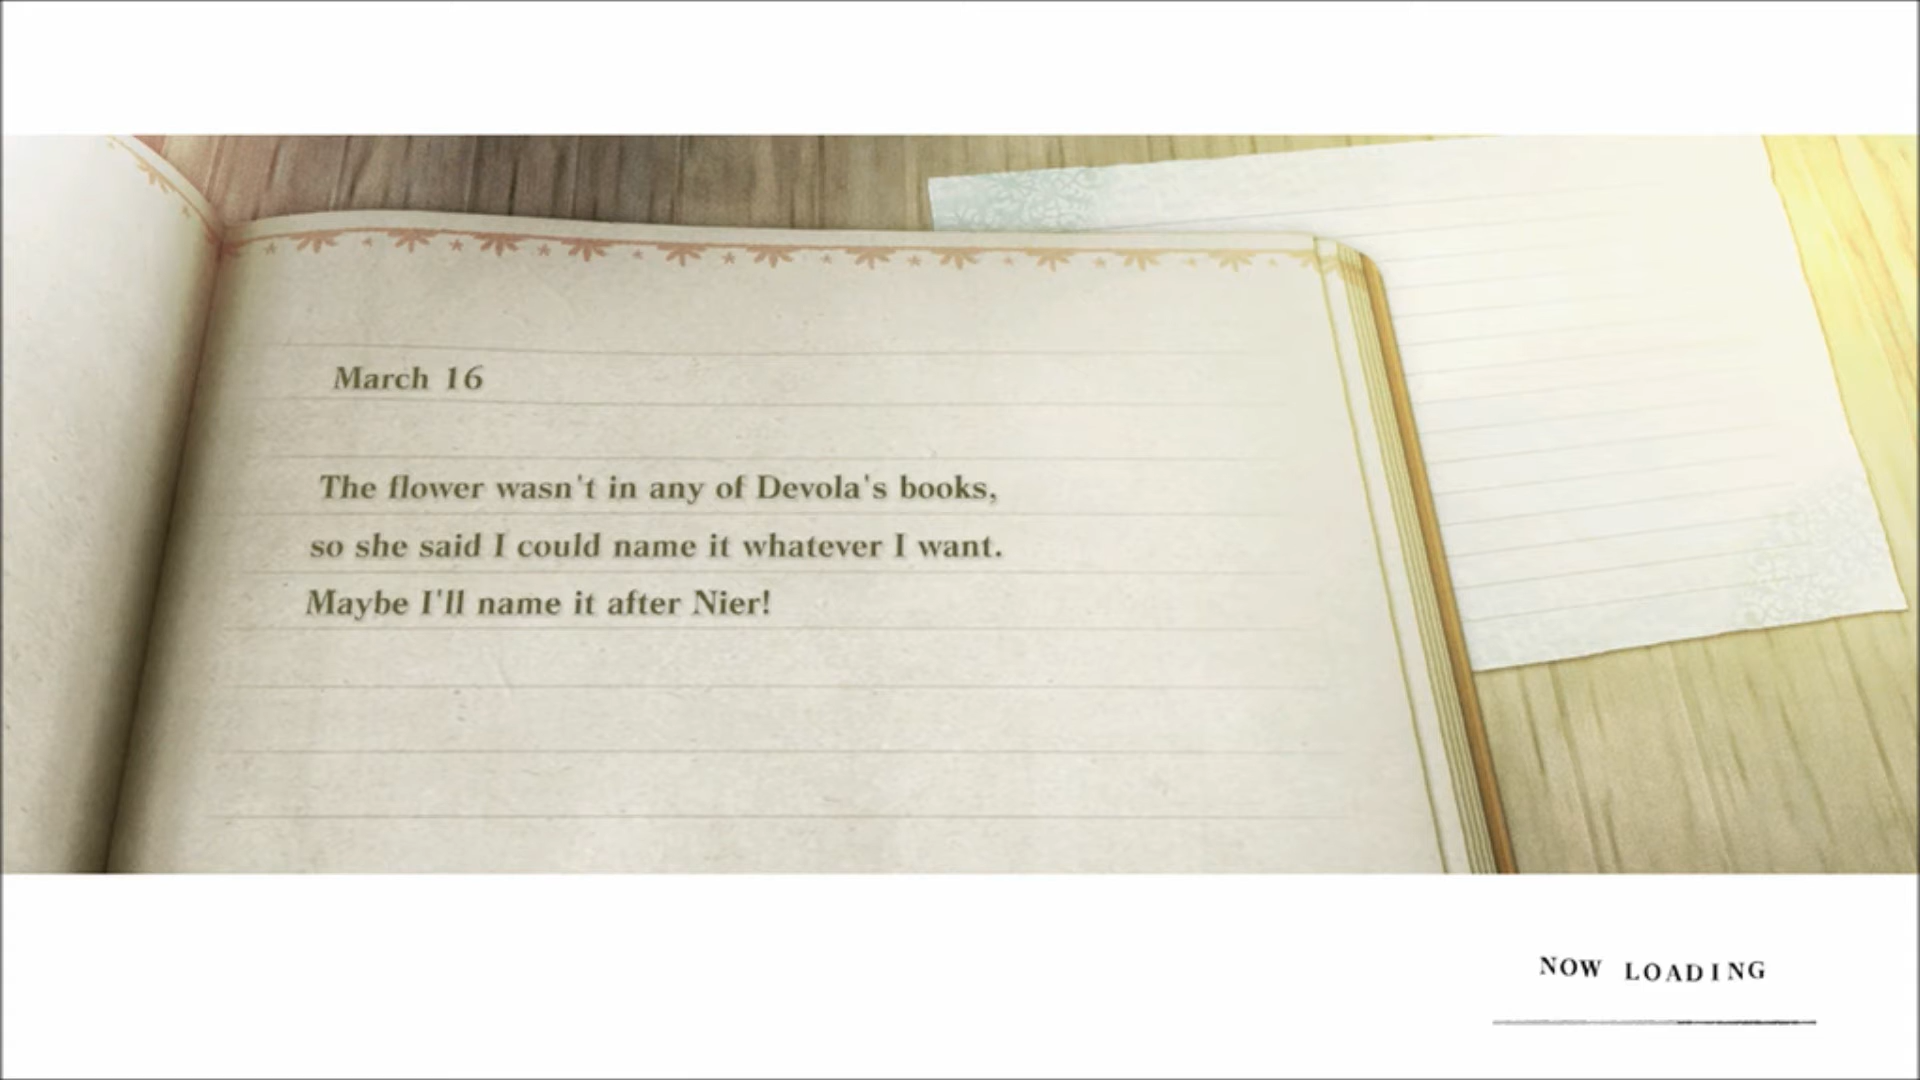 March 16
The flower wasn't in any of Devola's books,
so she said I could name it whatever I want.
Maybe I'll name it after Nier!
NOW LOADING